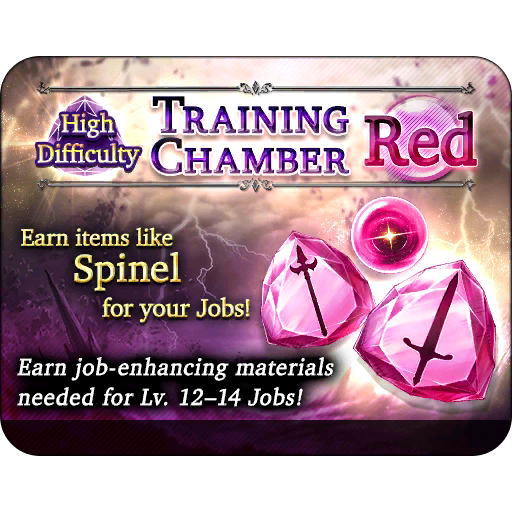 High
Difficulty
TRAINING
CHAMBER
Red
Earn items like
Spinel
for your Jobs!
Earn job-enhancing materials
needed for Lv. 12–14 Jobs!